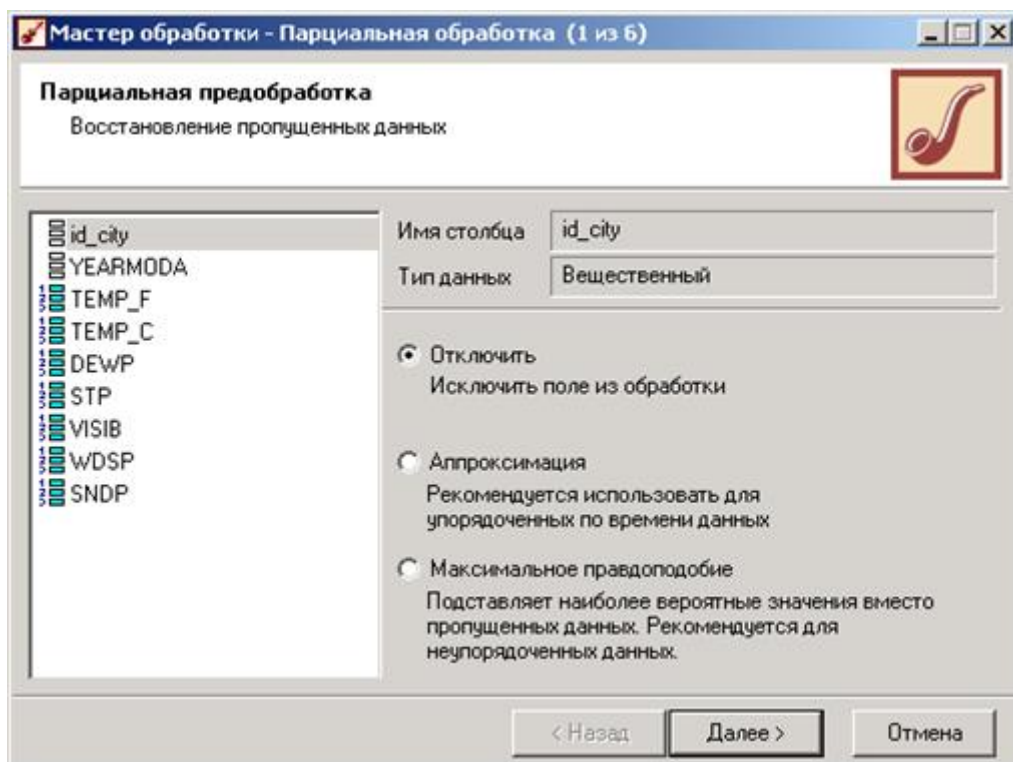 Мастер обработки - Парциальная обработка (1 из 6)
Парциальная предобработка
Восстановление пропущенных данных
id_city
YEARMODA
TEMP_F
TEMP_C
DEWP
STP
VISIB
WDSP
SNDP
Имя столбца id_city
Тип данных Вещественный
Отключить
Исключить поле из обработки
Аппроксимация
Рекомендуется использовать для
упорядоченных по времени данных
Максимальное правдоподобие
Подставляет наиболее вероятные значения вместо
пропущенных данных. Рекомендуется для
неупорядоченных данных.
< Назад Далее > Отмена